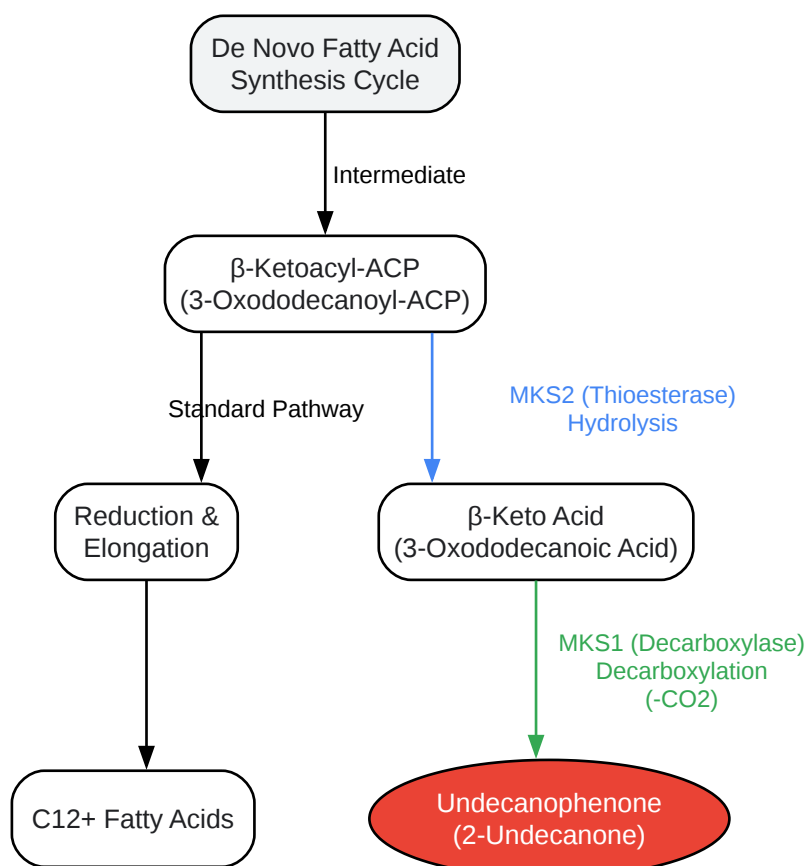 De Novo Fatty Acid
Synthesis Cycle
Intermediate
β-Ketoacyl-ACP
(3-Oxododecanoyl-ACP)
Standard Pathway
MKS2 (Thioesterase)
Hydrolysis
Reduction &
Elongation
β-Keto Acid
(3-Oxododecanoic Acid)
MKS1 (Decarboxylase)
Decarboxylation
(-CO2)
C12+ Fatty Acids
Undecanophenone
(2-Undecanone)